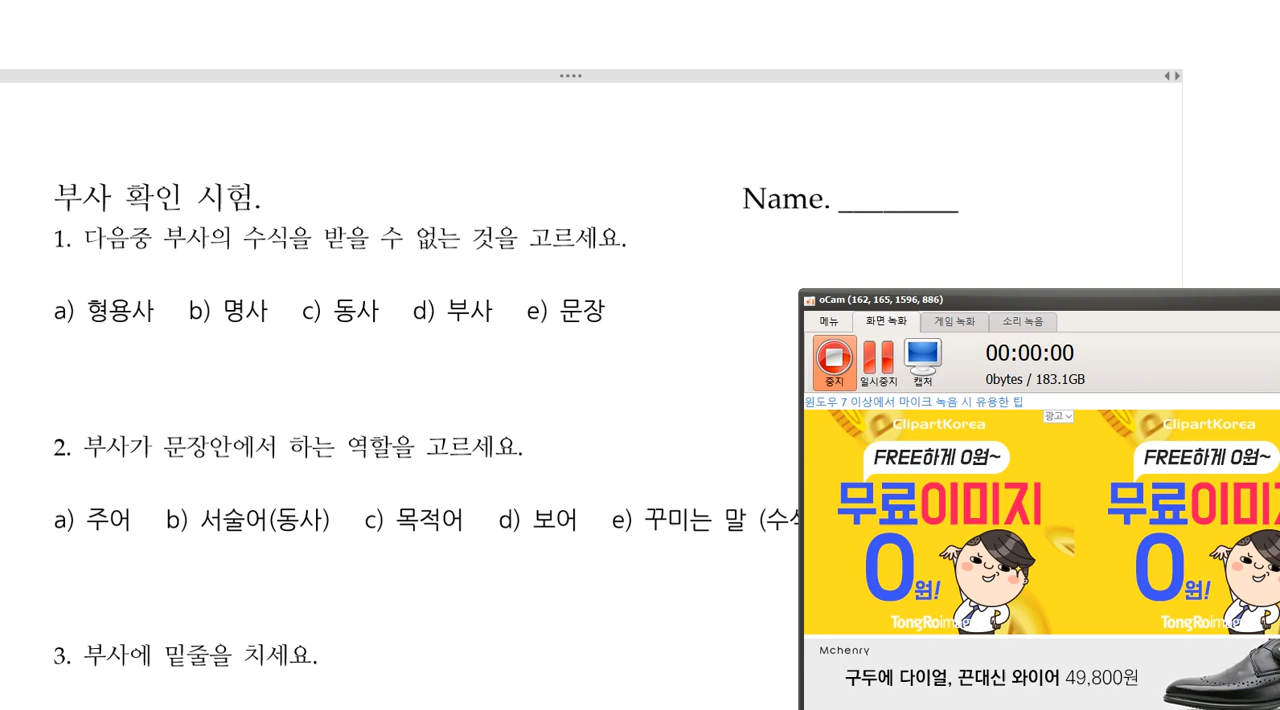 부사 확인 시험.
Name. ________
1. 다음중 부사의 수식을 받을 수 없는 것을 고르세요.
a) 형용사 b) 명사 c) 동사 d) 부사 e) 문장
2. 부사가 문장안에서 하는 역할을 고르세요.
a) 주어 b) 서술어(동사) c) 목적어 d) 보어 e) 꾸미는 말
3. 부사에 밑줄을 치세요.
oCam (162, 165, 1596, 886)
메뉴 화면 녹화 게임 녹화 소리 녹음
중지 일시중지 캡처
00:00:00
0bytes / 183.1GB
윈도우 7 이상에서 마이크 녹음 시 유용한 팁
광고
ClipartKorea
FREE하게 0원~
무료이미지
0원!
ClipartKorea
FREE하게 0원~
0원!
Mchenry
구두에 다이얼, 끈대신 와이어 49,800원